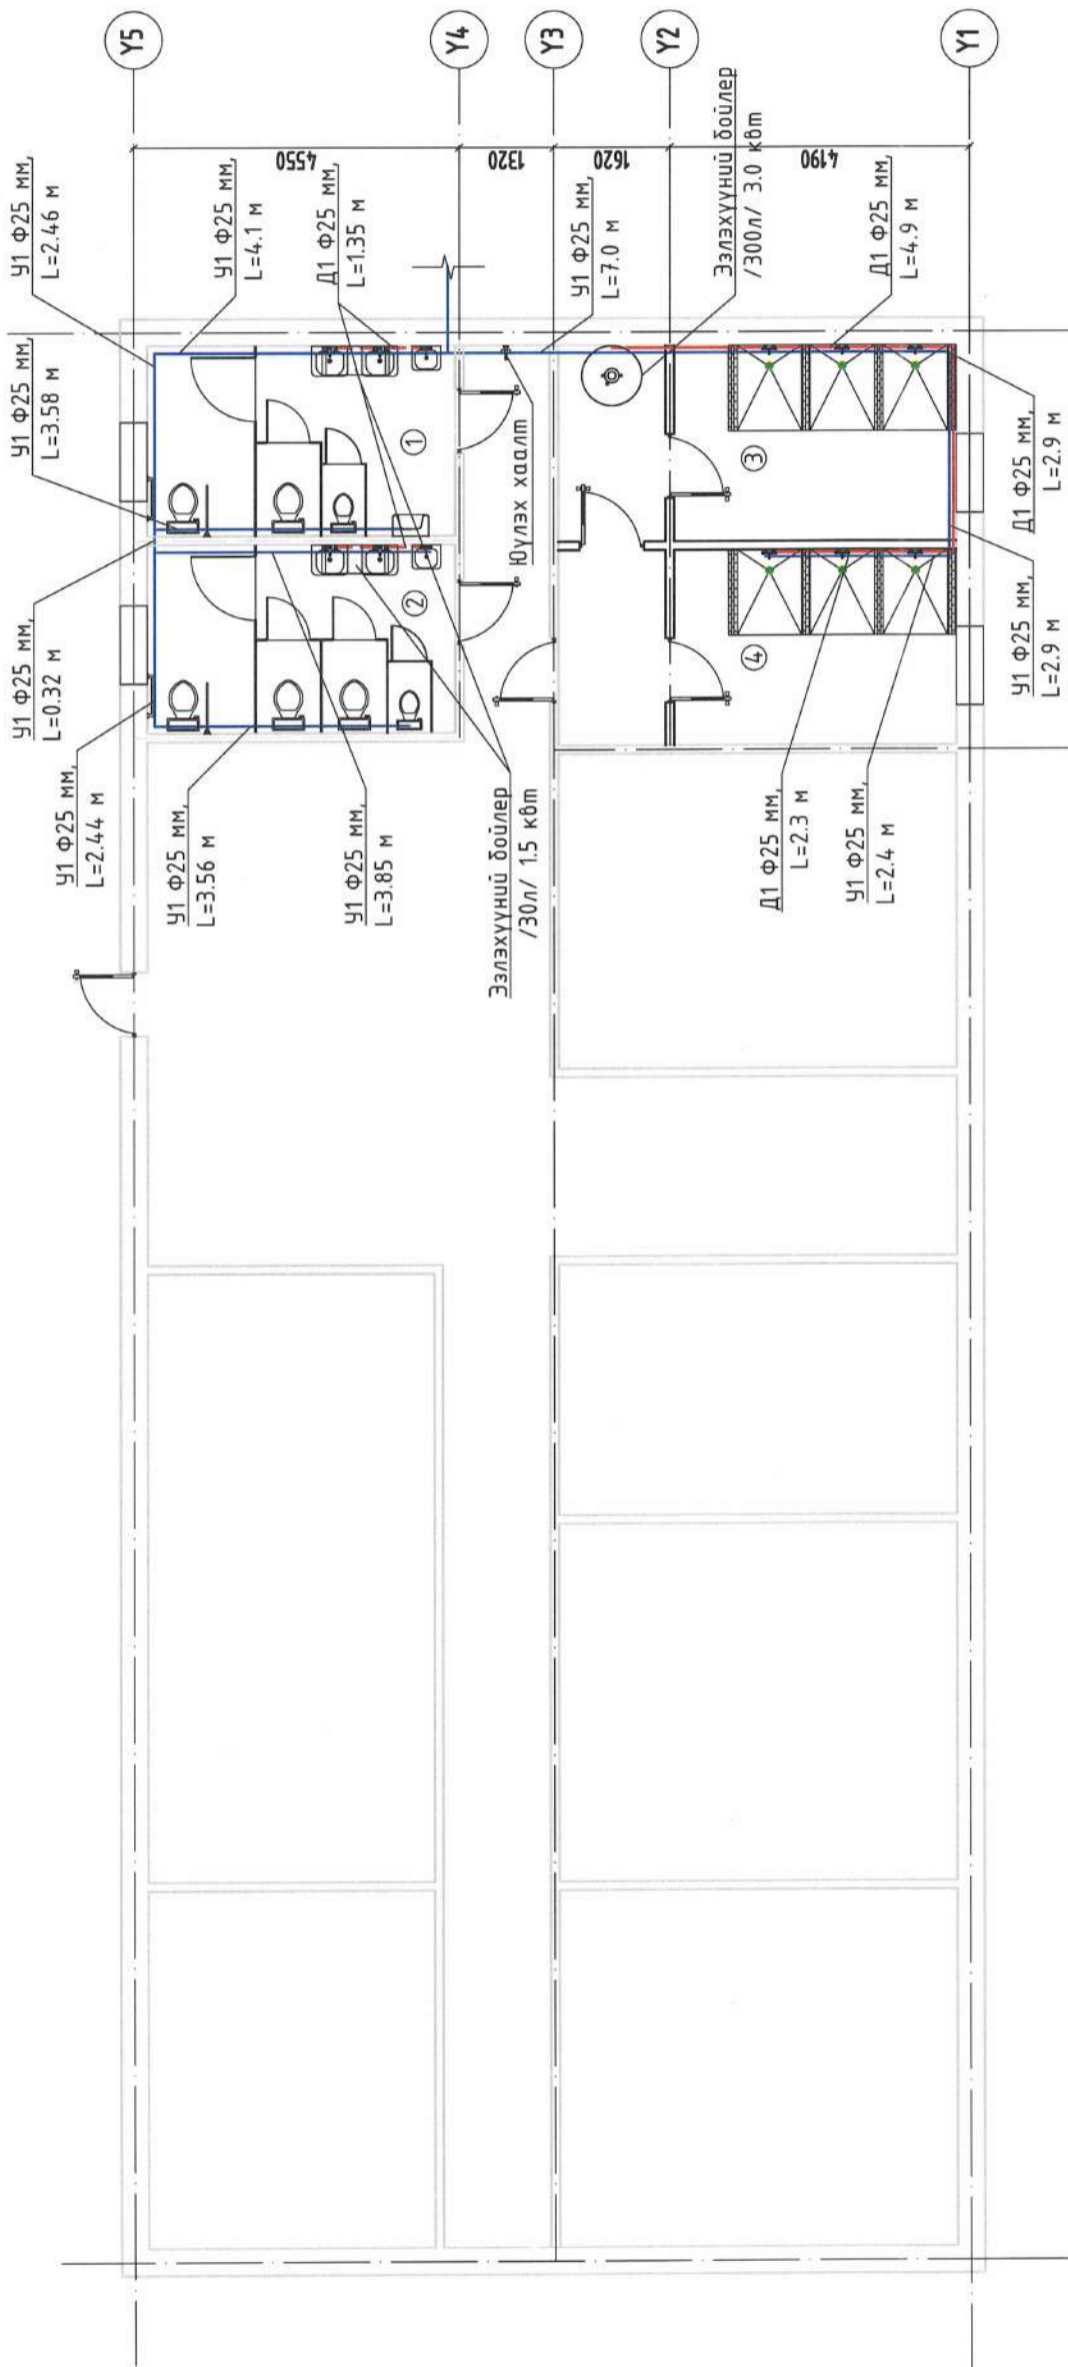 У1 Ф25 мм,
L=2.46 м
У1 Ф25 мм,
L=3.58 м
У1 Ф25 мм,
L=0.32 м
У1 Ф25 мм,
L=2.44 м
У1 Ф25 мм,
L=3.56 м
У1 Ф25 мм,
L=3.85 м
У1 Ф25 мм,
L=4.1 м
Д1 Ф25 мм,
L=1.35 м
Эзлэхүүний бойлер
/30л/ 1.5 кВт
Юүлэх хаалт
У1 Ф25 мм,
L=7.0 м
Эзлэхүүний бойлер
/300л/ 3.0 кВт
Д1 Ф25 мм,
L=4.9 м
Д1 Ф25 мм,
L=2.9 м
У1 Ф25 мм,
L=2.9 м
Д1 Ф25 мм,
L=2.3 м
У1 Ф25 мм,
L=2.4 м
1
2
3
4
4550
1320
1620
4190
Y5
Y4
Y3
Y2
Y1